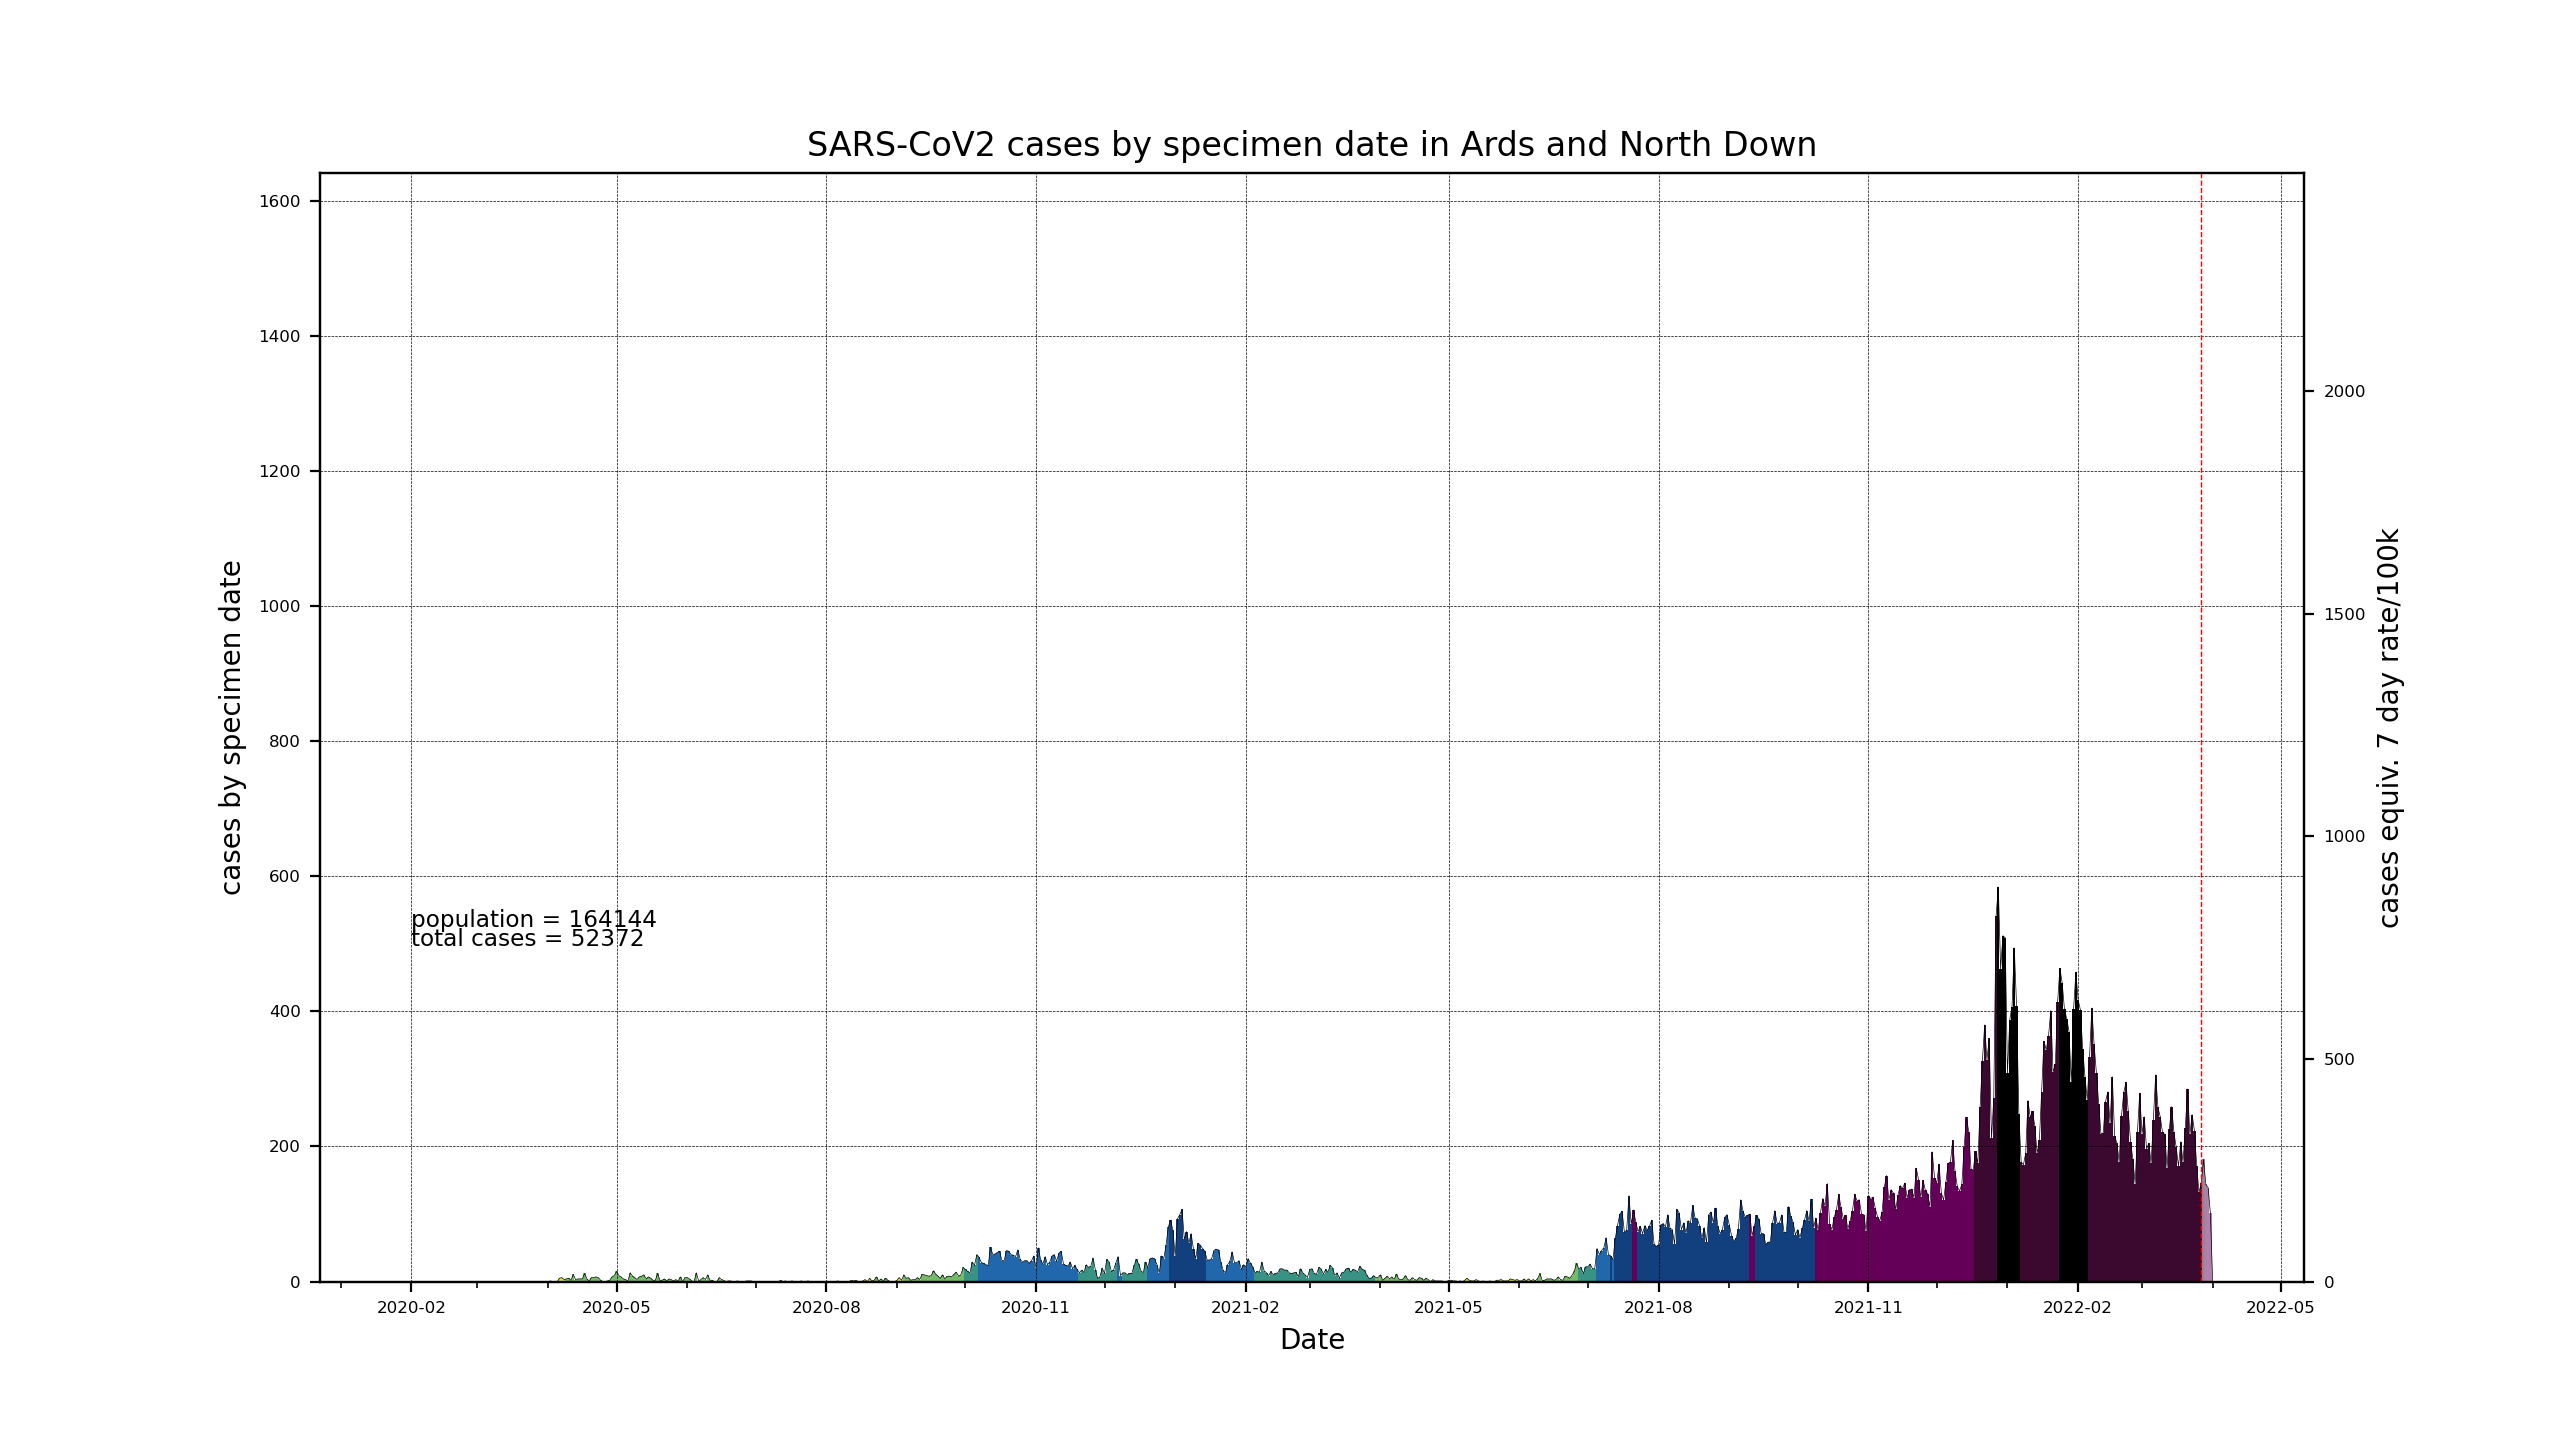 SARS-CoV2 cases by specimen date in Ards and North Down
1600
1400
1200
1000
800
600
400
200
0
cases by specimen date
population = 164144
total cases = 52372
2000
1500
1000
500
0
cases equiv. 7 day rate/100k
2020-02 2020-05 2020-08 2020-11 2021-02 2021-05 2021-08 2021-11 2022-02 2022-05
Date